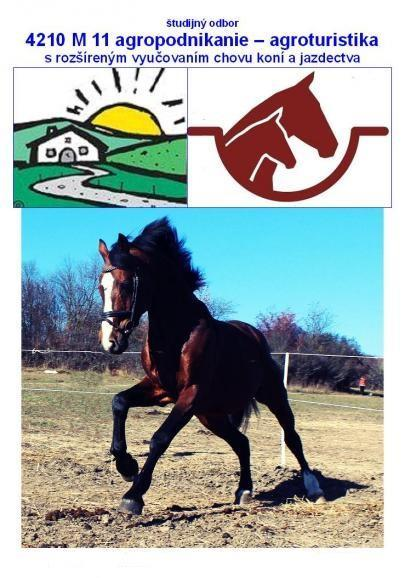 študijný odbor
4210 M 11 agropodnikanie – agroturistika
s rozšíreným vyučovaním chovu koní a jazdectva